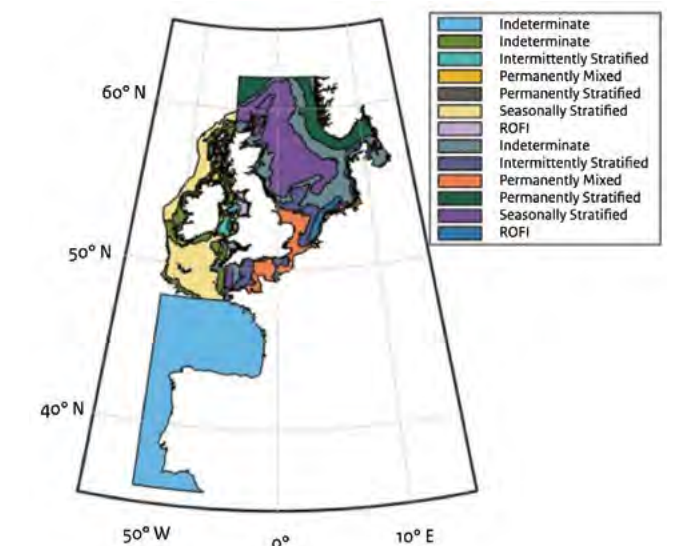 Indeterminate
Indeterminate
Intermittently Stratified
Permanently Mixed
Permanently Stratified
Seasonally Stratified
ROFI
Indeterminate
Intermittently Stratified
Permanently Mixed
Permanently Stratified
Seasonally Stratified
ROFI
60° N
50° N
40° N
50° W
0°
10° E